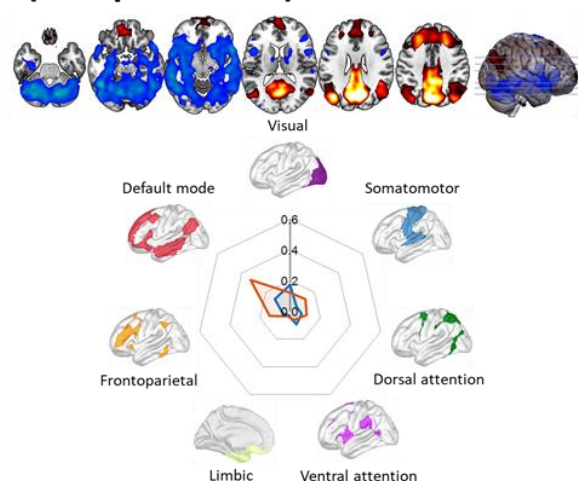 Visual
Default mode
Somatomotor
0.6
0.4
0.2
0.0
Frontoparietal
Dorsal attention
Limbic
Ventral attention